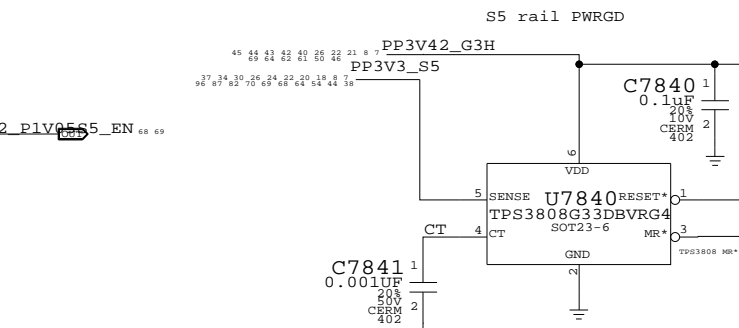 S5 rail PWRGD
45 44 43 42 40 26 22 21 8 7
69 64 62 61 50 46
PP3V42_G3H
PP3V3_S5
37 34 30 26 24 22 20 18 8 7
96 87 82 70 69 68 64 54 44 38
2_P1V05S5_EN 68 69
OUT
C7840 1
0.1uF
20%
10V
CERM 2
402
6
VDD
5 SENSE U7840 RESET* 1
TPS3808G33DBVRG4
CT 4 CT SOT23-6 MR* 3
TPS3808 MR*
GND
2
C7841 1
0.001UF
20%
50V
CERM 2
402